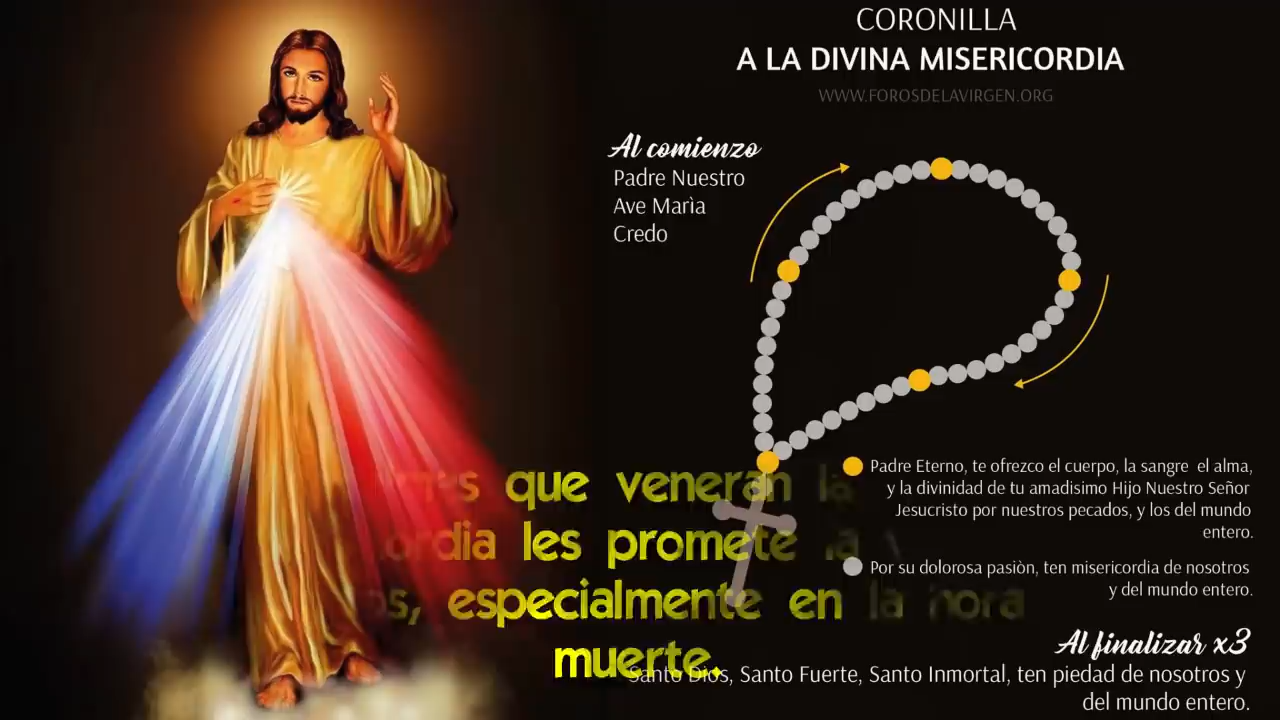 CORONILLA
A LA DIVINA MISERICORDIA
WWW.FOROSDELAVIRGEN.ORG
Al comienzo
Padre Nuestro
Ave Marìa
Credo
Padre Eterno, te ofrezco el cuerpo, la sangre el alma,
y la divinidad de tu amadisimo Hijo Nuestro Señor
Jesucristo por nuestros pecados, y los del mundo
entero.
Por su dolorosa pasiòn, ten misericordia de nosotros
y del mundo entero.
que veneran la
les promete la
especialmente en la hora
muerte.
Al finalizar x3
Santo Dios, Santo Fuerte, Santo Inmortal, ten piedad de nosotros y
del mundo entero.